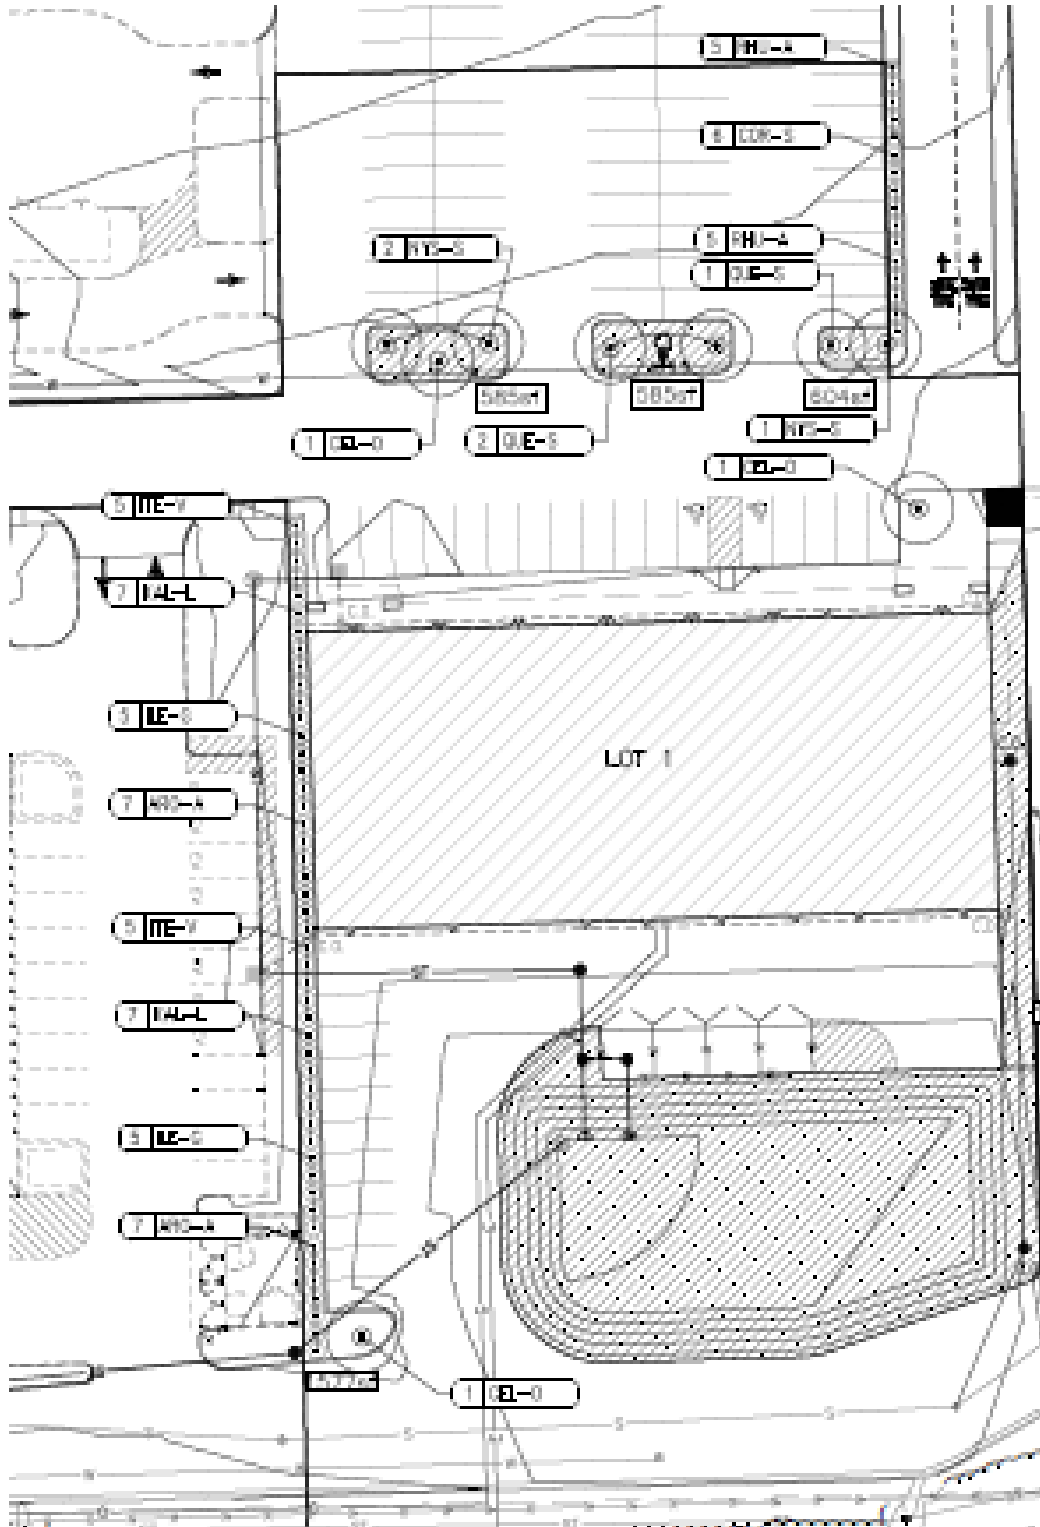 5 RHU-A
6 COR-S
2 NYS-S
5 RHU-A
1 QUE-S
585sf
585sf
604sf
1 CEL-O
2 QUE-S
1 NYS-S
1 CEL-O
5 ITE-V
7 KAL-L
5 ILE-G
LOT 1
7 ARO-A
5 ITE-V
7 KAL-L
5 ILE-G
7 ARO-A
1 CEL-O